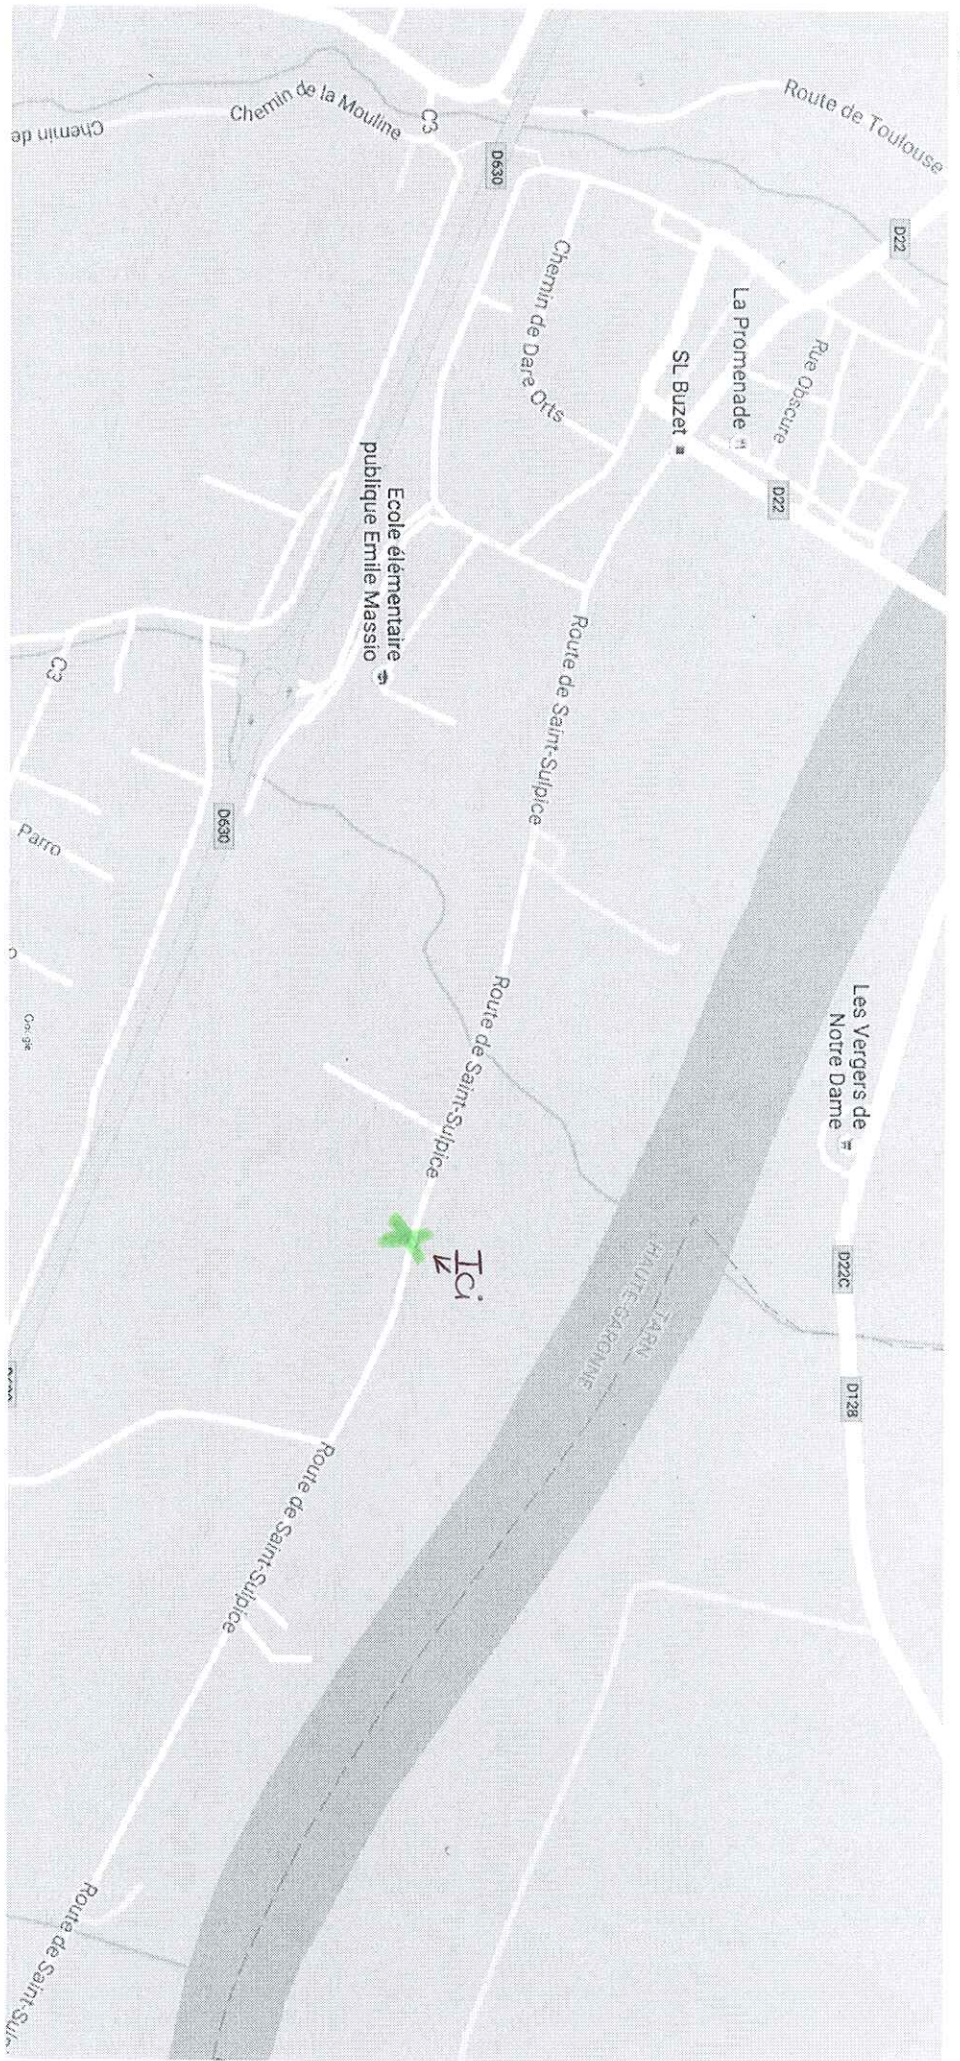 Route de Toulouse
Chemin de la Mouline
Chemin de
C3
D630
D22
Chemin de Dare Orts
La Promenade
Rue Obscure
SL Buzet
D22
Ecole élémentaire
publique Emile Massio
Route de Saint-Sulpice
C3
D630
Parro
Route de Saint-Sulpice
Les Vergers de
Notre Dame
Google
Ici
D22C
TARN
HAUTE-GARONNE
D128
Route de Saint-Sulpice
Route de Saint-Sulp